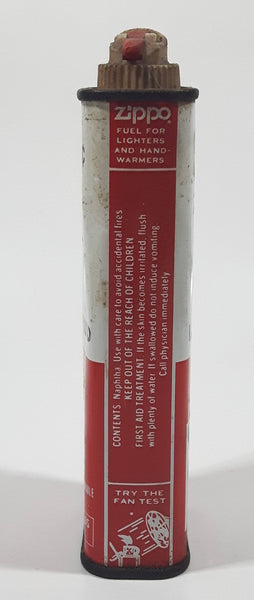 zippo
FUEL FOR
LIGHTERS
AND HAND-
WARMERS
CONTENTS: Naphtha. Use with care to avoid accidental fires
KEEP OUT OF THE REACH OF CHILDREN
FIRST AID TREATMENT: If the skin becomes irritated, flush
with plenty of water. If swallowed do not induce vomiting.
Call physician immediately
TRY THE
FAN TEST